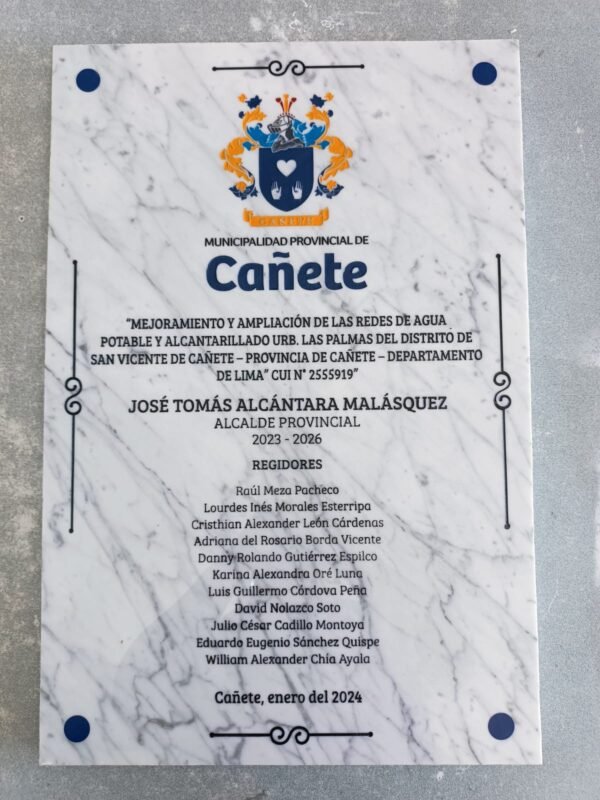 CAÑETE
MUNICIPALIDAD PROVINCIAL DE
Cañete
“MEJORAMIENTO Y AMPLIACIÓN DE LAS REDES DE AGUA
POTABLE Y ALCANTARILLADO URB. LAS PALMAS DEL DISTRITO DE
SAN VICENTE DE CAÑETE – PROVINCIA DE CAÑETE – DEPARTAMENTO
DE LIMA” CUI N° 2555919”
JOSÉ TOMÁS ALCÁNTARA MALÁSQUEZ
ALCALDE PROVINCIAL
2023 - 2026
REGIDORES
Raúl Meza Pacheco
Lourdes Inés Morales Esterripa
Cristhian Alexander León Cárdenas
Adriana del Rosario Borda Vicente
Danny Rolando Gutiérrez Espilco
Karina Alexandra Oré Luna
Luis Guillermo Córdova Peña
David Nolazco Soto
Julio César Cadillo Montoya
Eduardo Eugenio Sánchez Quispe
William Alexander Chía Ayala
Cañete, enero del 2024